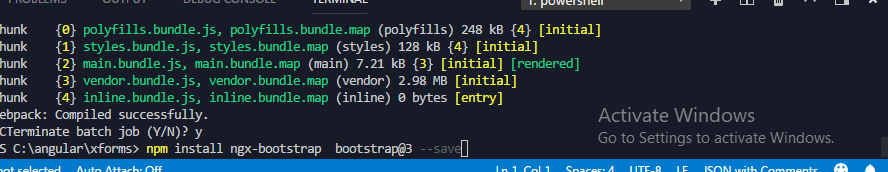 PROBLEMS OUTPUT DEBUG CONSOLE TERMINAL 1: powershell
hunk {0} polyfills.bundle.js, polyfills.bundle.map (polyfills) 248 kB {4} [initial]
hunk {1} styles.bundle.js, styles.bundle.map (styles) 128 kB {4} [initial]
hunk {2} main.bundle.js, main.bundle.map (main) 7.21 kB {3} [initial] [rendered]
hunk {3} vendor.bundle.js, vendor.bundle.map (vendor) 2.98 MB [initial]
hunk {4} inline.bundle.js, inline.bundle.map (inline) 0 bytes [entry]
ebpack: Compiled successfully.
CTerminate batch job (Y/N)? y
S C:\angular\xforms> npm install ngx-bootstrap bootstrap@3 --save
Activate Windows
Go to Settings to activate Windows.
not selected Auto Attach: Off Ln 1, Col 1 Spaces: 4 UTF-8 LF JSON with Comments